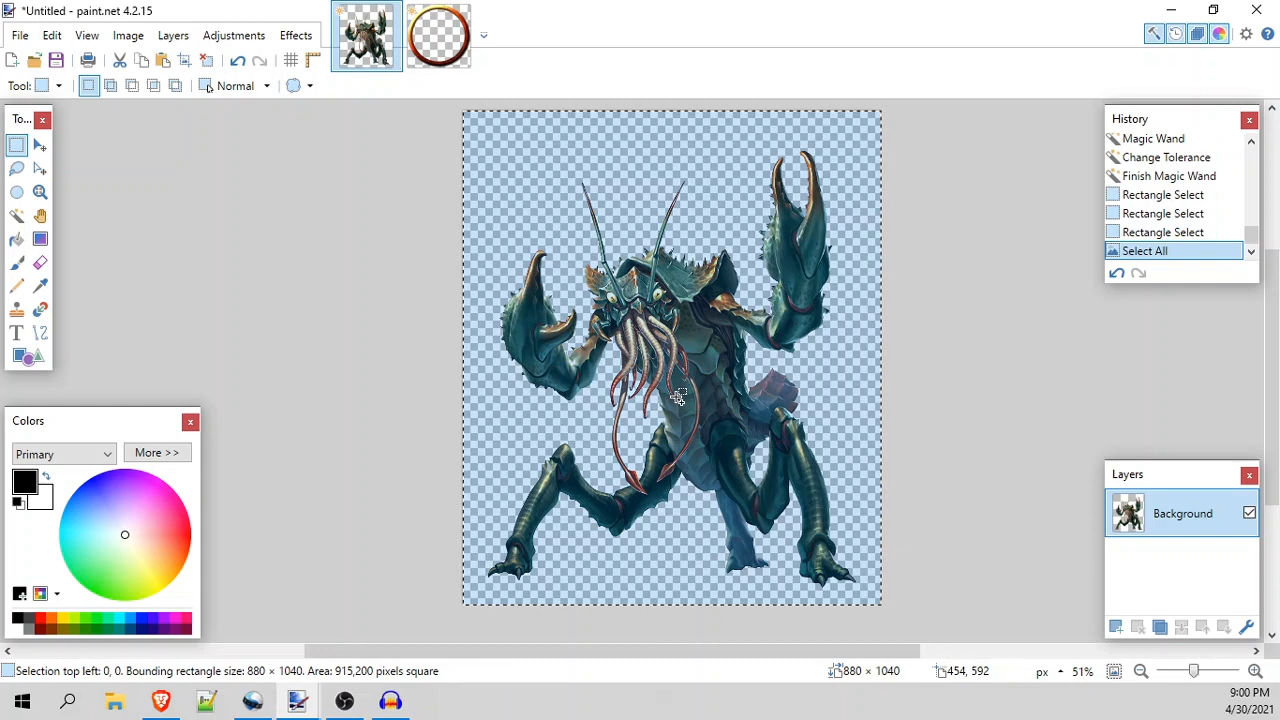 *Untitled - paint.net 4.2.15
File Edit View Image Layers Adjustments Effects
Tool: Normal
To...
History
Magic Wand
Change Tolerance
Finish Magic Wand
Rectangle Select
Rectangle Select
Rectangle Select
Select All
Colors
Primary
More >>
Layers
Background
Selection top left: 0, 0. Bounding rectangle size: 880 × 1040. Area: 915,200 pixels square
880 × 1040
454, 592
px
51%
9:00 PM
4/30/2021